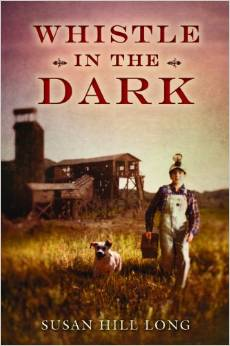 WHISTLE
IN THE
DARK
SUSAN HILL LONG